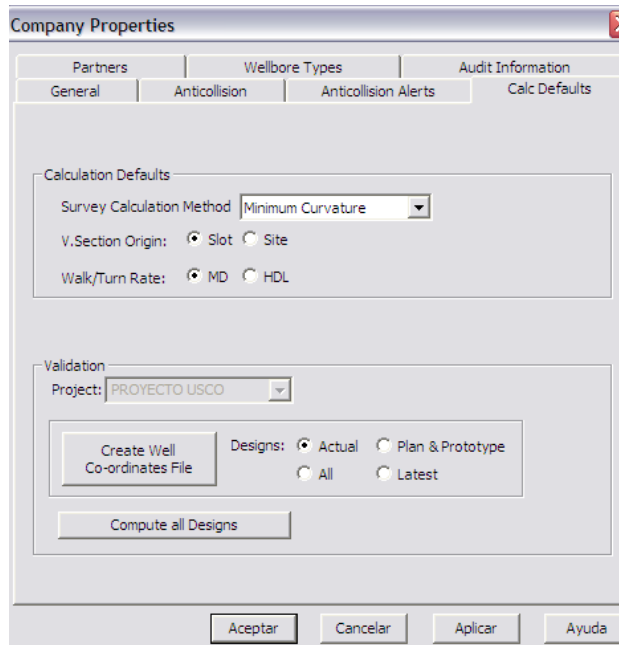 Company Properties
Partners Wellbore Types Audit Information
General Anticollision Anticollision Alerts Calc Defaults
Calculation Defaults
Survey Calculation Method Minimum Curvature
V.Section Origin: Slot Site
Walk/Turn Rate: MD HDL
Validation
Project: PROYECTO USCO
Create Well
Co-ordinates File
Designs: Actual Plan & Prototype
All Latest
Compute all Designs
Aceptar Cancelar Aplicar Ayuda